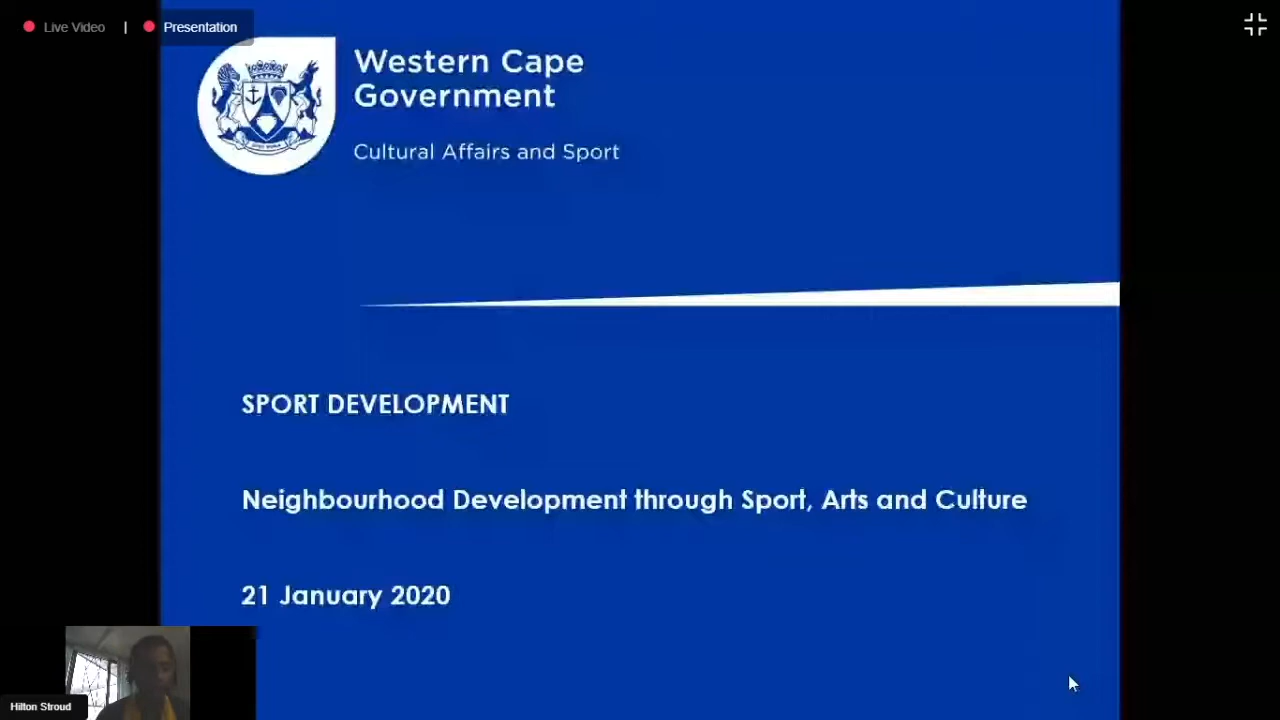 Live Video | Presentation
Western Cape
Government
Cultural Affairs and Sport
SPORT DEVELOPMENT
Neighbourhood Development through Sport, Arts and Culture
21 January 2020
Hilton Stroud